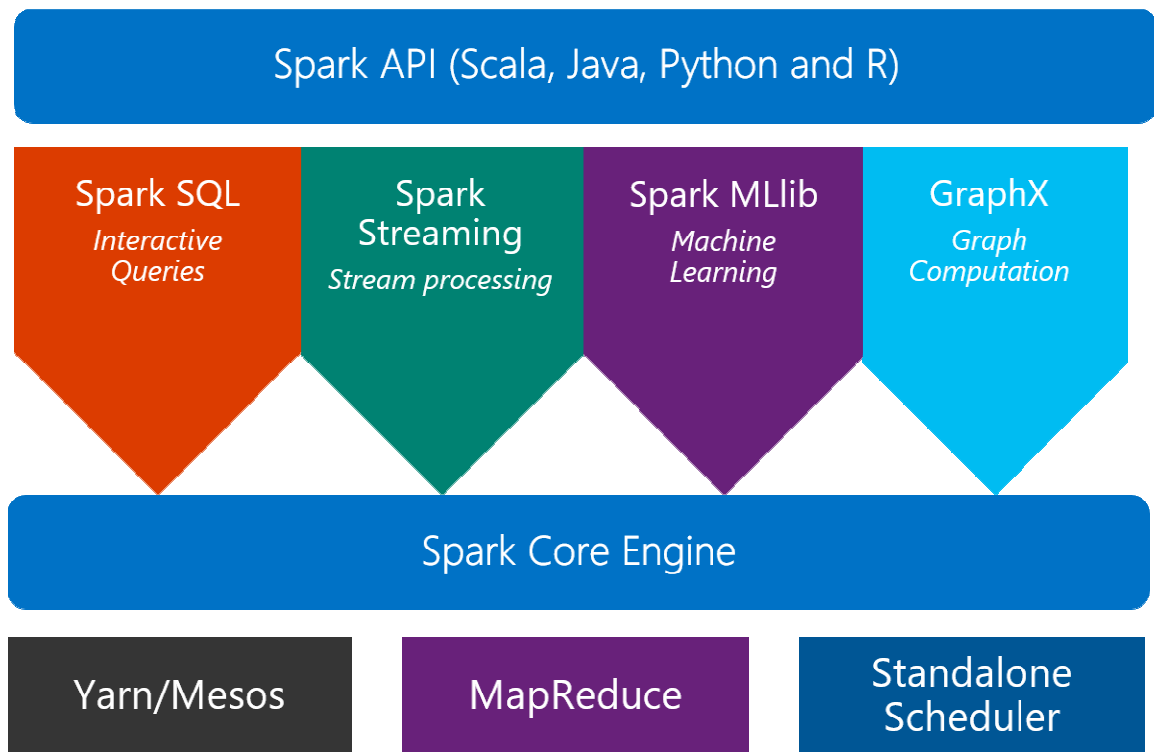 Spark API (Scala, Java, Python and R)
Spark SQL
Interactive
Queries
Spark
Streaming
Stream processing
Spark MLlib
Machine
Learning
GraphX
Graph
Computation
Spark Core Engine
Yarn/Mesos
MapReduce
Standalone
Scheduler